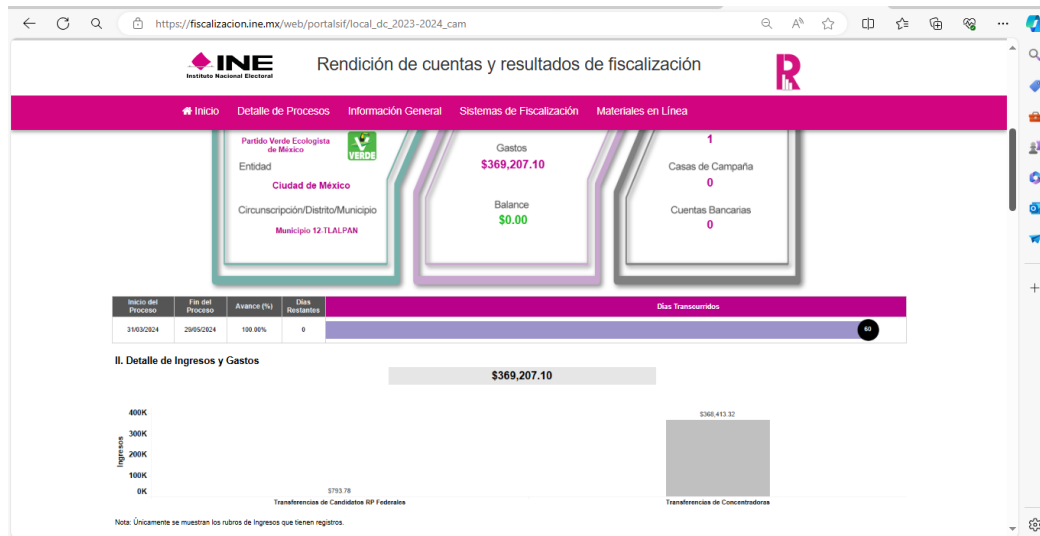 https://fiscalizacion.ine.mx/web/portalsif/local_dc_2023-2024_cam
INE
Instituto Nacional Electoral
Rendición de cuentas y resultados de fiscalización
Inicio Detalle de Procesos Información General Sistemas de Fiscalización Materiales en Línea
Partido Verde Ecologista
de México
VERDE
Entidad
Ciudad de México
Circunscripción/Distrito/Municipio
Municipio 12-TLALPAN
Gastos
$369,207.10
Balance
$0.00
1
Casas de Campaña
0
Cuentas Bancarias
0
Inicio del Proceso Fin del Proceso Avance (%) Días Restantes Días Transcurridos
31/03/2024 29/05/2024 100.00% 0 60
II. Detalle de Ingresos y Gastos
$369,207.10
Ingresos
400K
300K
200K
100K
0K
$793.78
$368,413.32
Transferencias de Candidatos RP Federales
Transferencias de Concentradoras
Nota: Únicamente se muestran los rubros de Ingresos que tienen registros.